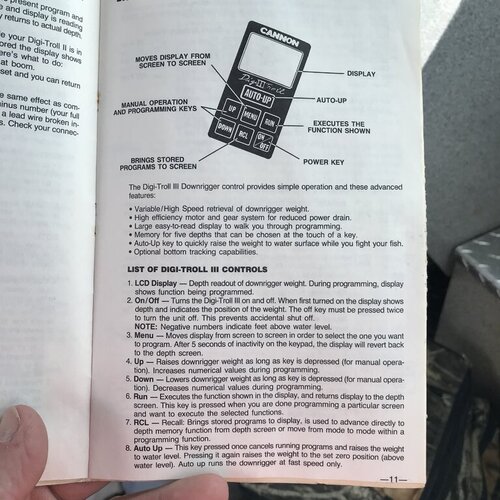 present program and
e and display is reading
y returns to actual depth.
e your Digi-Troll II is in
ored the display shows
ere's what to do:
at boom.
set and you can return
e same effect as com-
minus number (your full
a lead wire broken in-
s. Check your connec-
CANNON
Digi III Troll
AUTO-UP
UP
MENU
RUN
DOWN
RCL
ON
OFF
MOVES DISPLAY FROM
SCREEN TO SCREEN
DISPLAY
AUTO-UP
MANUAL OPERATION
AND PROGRAMMING KEYS
EXECUTES THE
FUNCTION SHOWN
BRINGS STORED
PROGRAMS TO SCREEN
POWER KEY
The Digi-Troll III Downrigger control provides simple operation and these advanced
features:
• Variable/High Speed retrieval of downrigger weight.
• High efficiency motor and gear system for reduced power drain.
• Large easy-to-read display to walk you through programming.
• Memory for five depths that can be chosen at the touch of a key.
• Auto-Up key to quickly raise the weight to water surface while you fight your fish.
• Optional bottom tracking capabilities.
LIST OF DIGI-TROLL III CONTROLS
1. LCD Display — Depth readout of downrigger weight. During programming, display
shows function being programmed.
2. On/Off — Turns the Digi-Troll III on and off. When first turned on the display shows
depth and indicates the position of the weight. The off key must be pressed twice
to turn the unit off. This prevents accidental shut off.
NOTE: Negative numbers indicate feet above water level.
3. Menu — Moves display from screen to screen in order to select the one you want
to program. After 5 seconds of inactivity on the keypad, the display will revert back
to the depth screen.
4. Up — Raises downrigger weight as long as key is depressed (for manual opera-
tion). Increases numerical values during programming.
5. Down — Lowers downrigger weight as long as key is depressed (for manual opera-
tion). Decreases numerical values during programming.
6. Run — Executes the function shown in the display, and returns display to the depth
screen. This key is pressed when you are done programming a particular screen
and want to execute the selected functions.
7. RCL — Recall: Brings stored programs to display, is used to advance directly to
depth memory function from depth screen or move from mode to mode within a
programming function.
8. Auto Up — This key pressed once cancels running programs and raises the weight
to water level. Pressing it again raises the weight to the set zero position (above
water level). Auto up runs the downrigger at fast speed only.
—11—